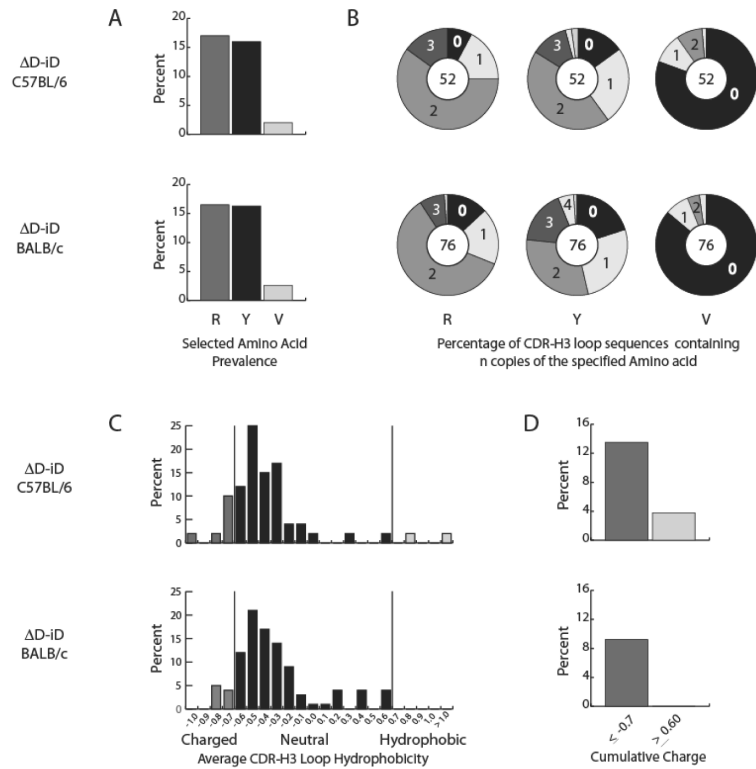 A
B
ΔD-iD
C57BL/6
Percent
20
15
10
5
0
0
1
2
3
52
0
1
2
3
52
0
1
2
52
ΔD-iD
BALB/c
Percent
20
15
10
5
0
0
1
2
3
76
0
1
2
3
4
76
0
1
2
76
R Y V
R Y V
Selected Amino Acid
Prevalence
Percentage of CDR-H3 loop sequences containing
n copies of the specified Amino acid
C
D
ΔD-iD
C57BL/6
Percent
25
20
15
10
5
0
Percent
16
12
8
4
0
ΔD-iD
BALB/c
Percent
25
20
15
10
5
0
-1.0 -0.9 -0.8 -0.7 -0.6 -0.5 -0.4 -0.3 -0.2 -0.1 0.0 0.1 0.2 0.3 0.4 0.5 0.6 0.7 0.8 0.9 1.0 >1.0
Charged Neutral Hydrophobic
Average CDR-H3 Loop Hydrophobicity
Percent
16
12
8
4
0
≤ -0.7 ≥ 0.60
Cumulative Charge